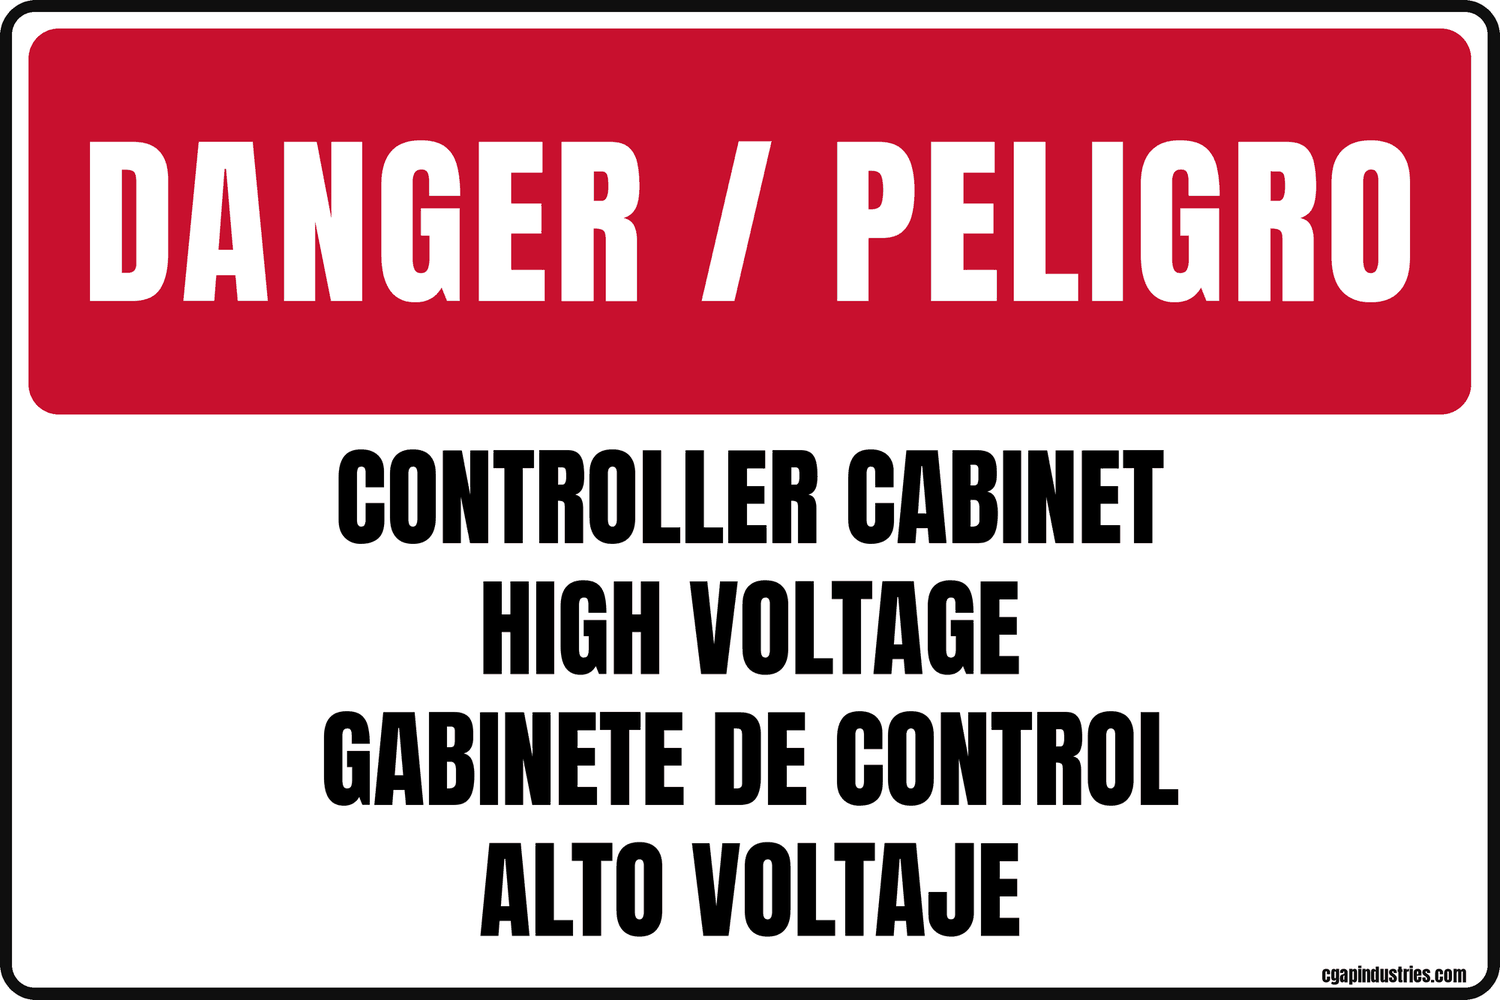 DANGER / PELIGRO
CONTROLLER CABINET
HIGH VOLTAGE
GABINETE DE CONTROL
ALTO VOLTAJE
cgapindustries.com